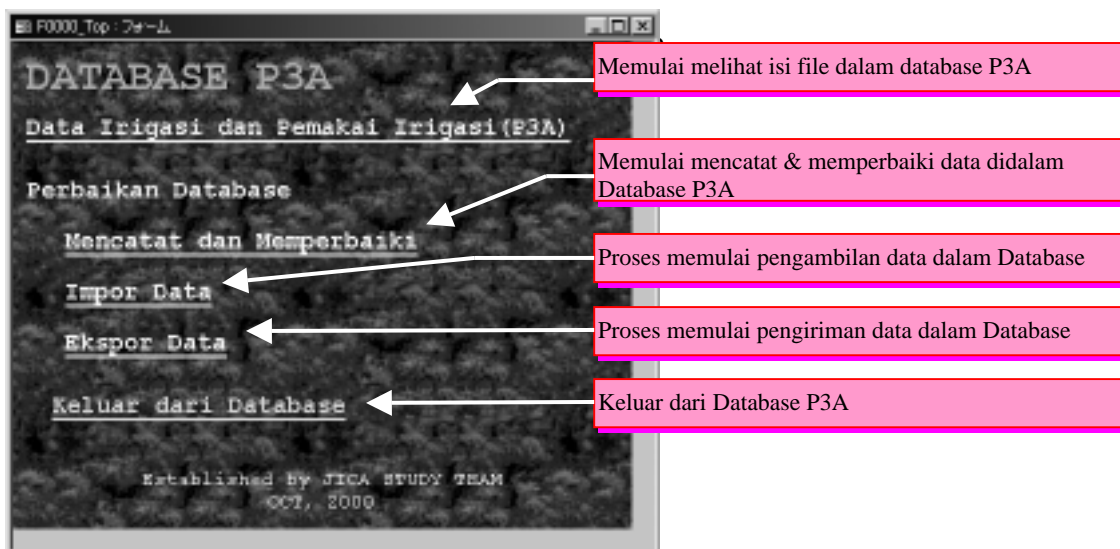 F0000_Top : フォーム
DATABASE P3A
Memulai melihat isi file dalam database P3A
Data Irigasi dan Pemakai Irigasi(P3A)
Memulai mencatat & memperbaiki data didalam
Database P3A
Perbaikan Database
Mencatat dan Memperbaiki
Proses memulai pengambilan data dalam Database
Impor Data
Proses memulai pengiriman data dalam Database
Ekspor Data
Keluar dari Database P3A
Keluar dari Database
Established by JICA STUDY TEAM
OCT, 2000